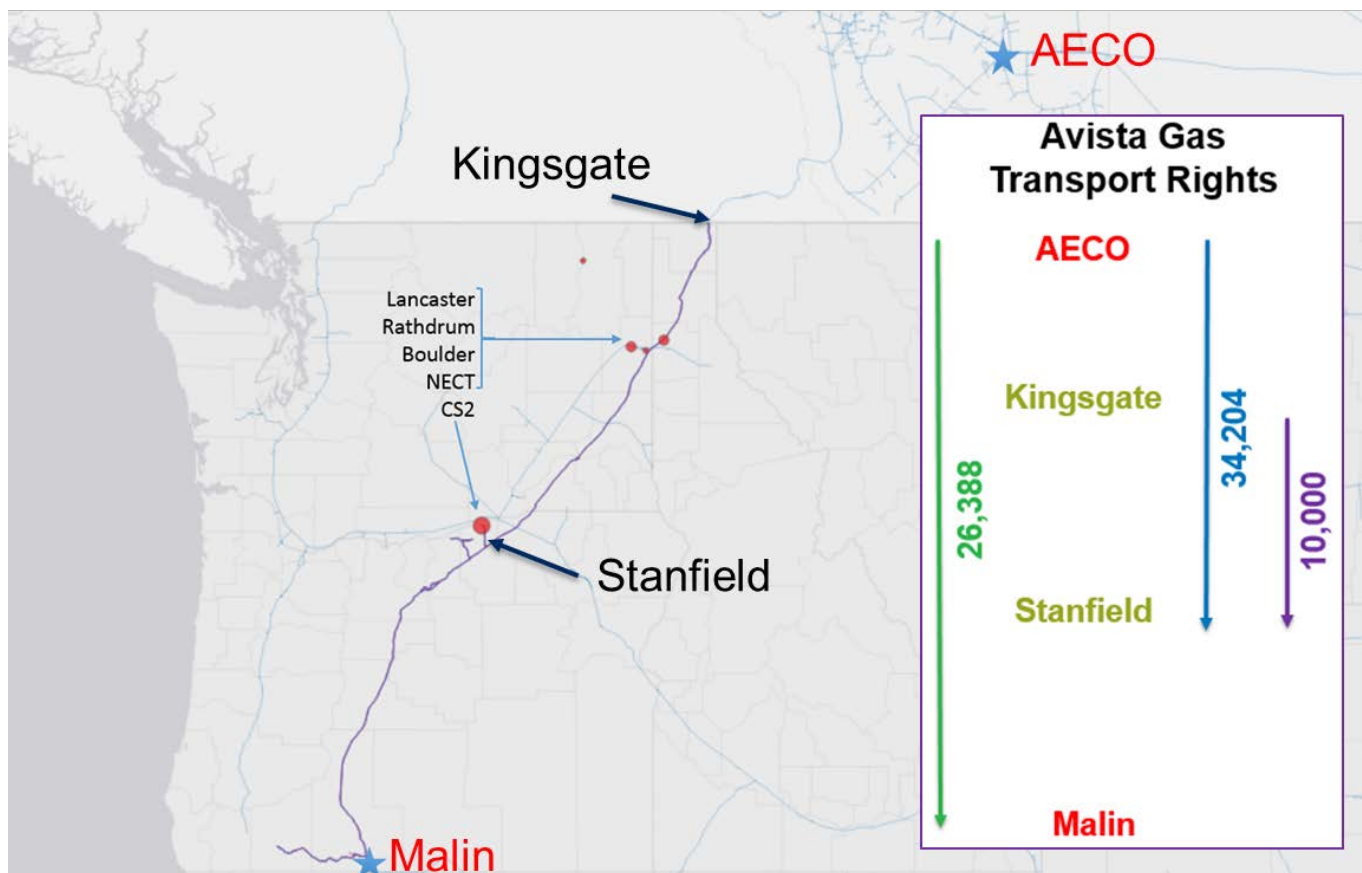 AECO
Kingsgate
Lancaster
Rathdrum
Boulder
NECT
CS2
Stanfield
Malin
Avista Gas
Transport Rights
AECO
Kingsgate
34,204
26,388
10,000
Stanfield
Malin